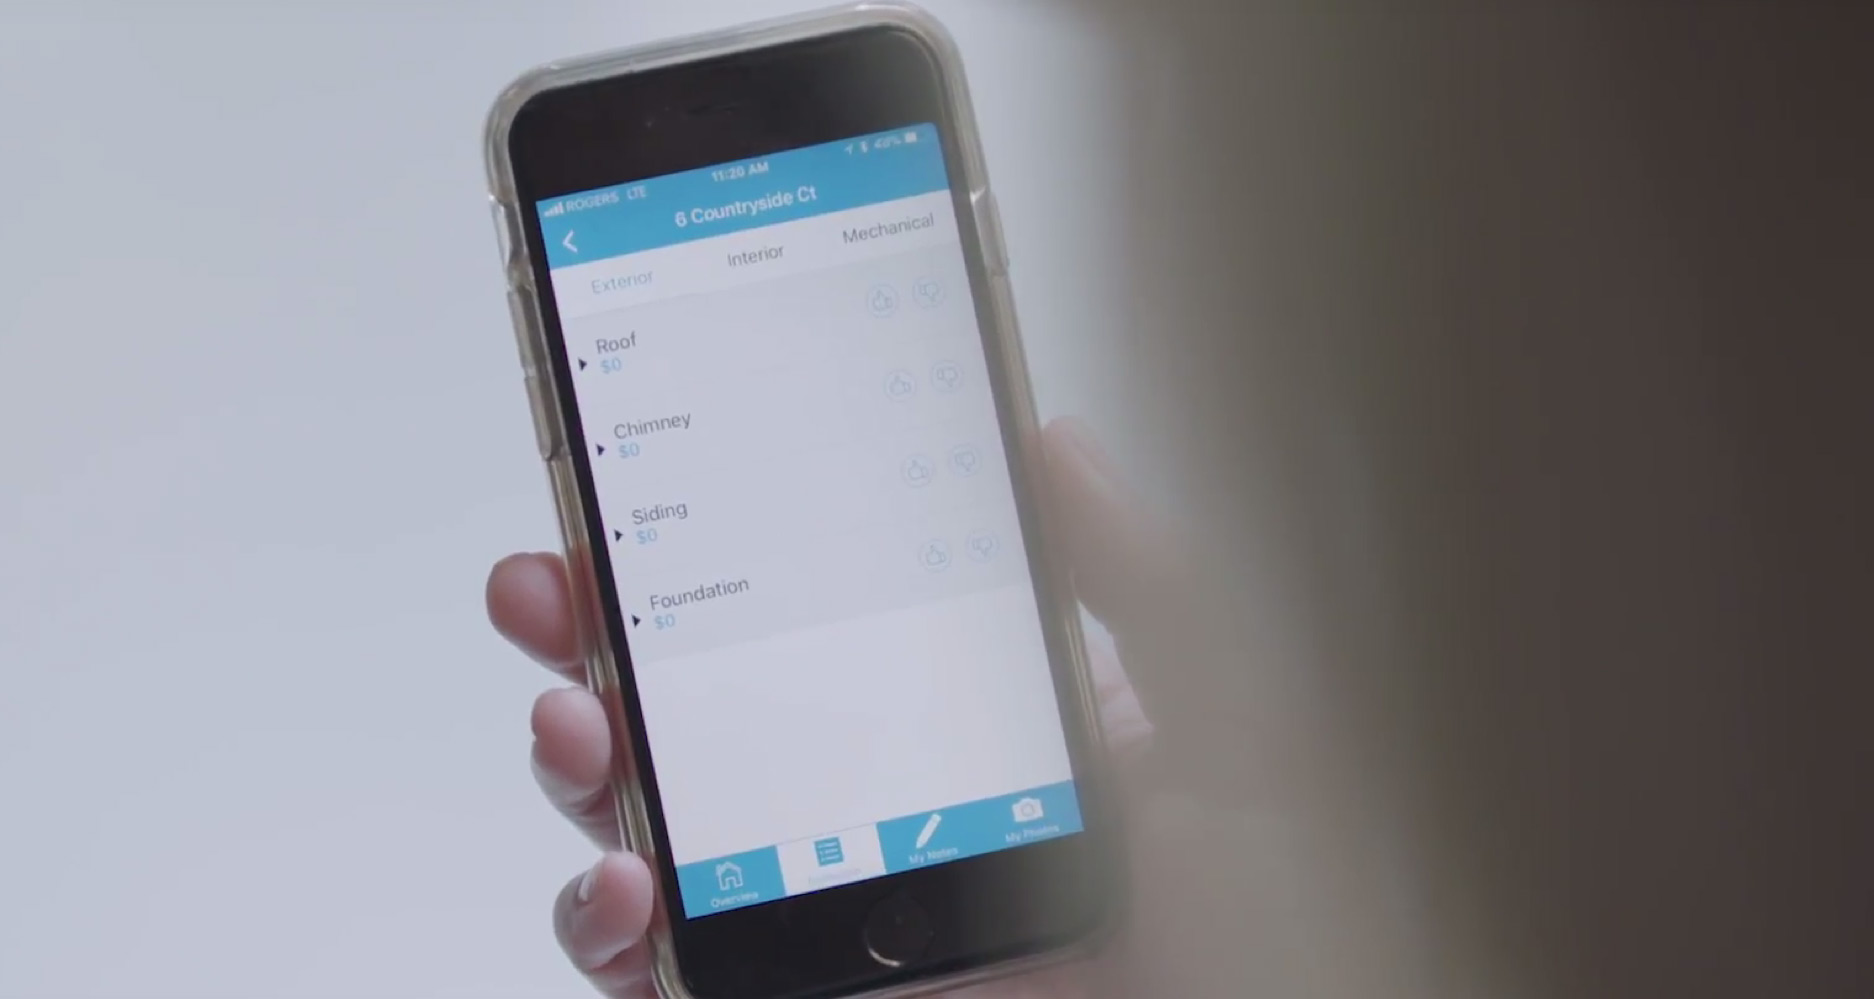 ROGERS LTE 11:20 AM
6 Countryside Ct
Exterior Interior Mechanical
Roof
$0
Chimney
$0
Siding
$0
Foundation
$0
Overview My Notes My Photos